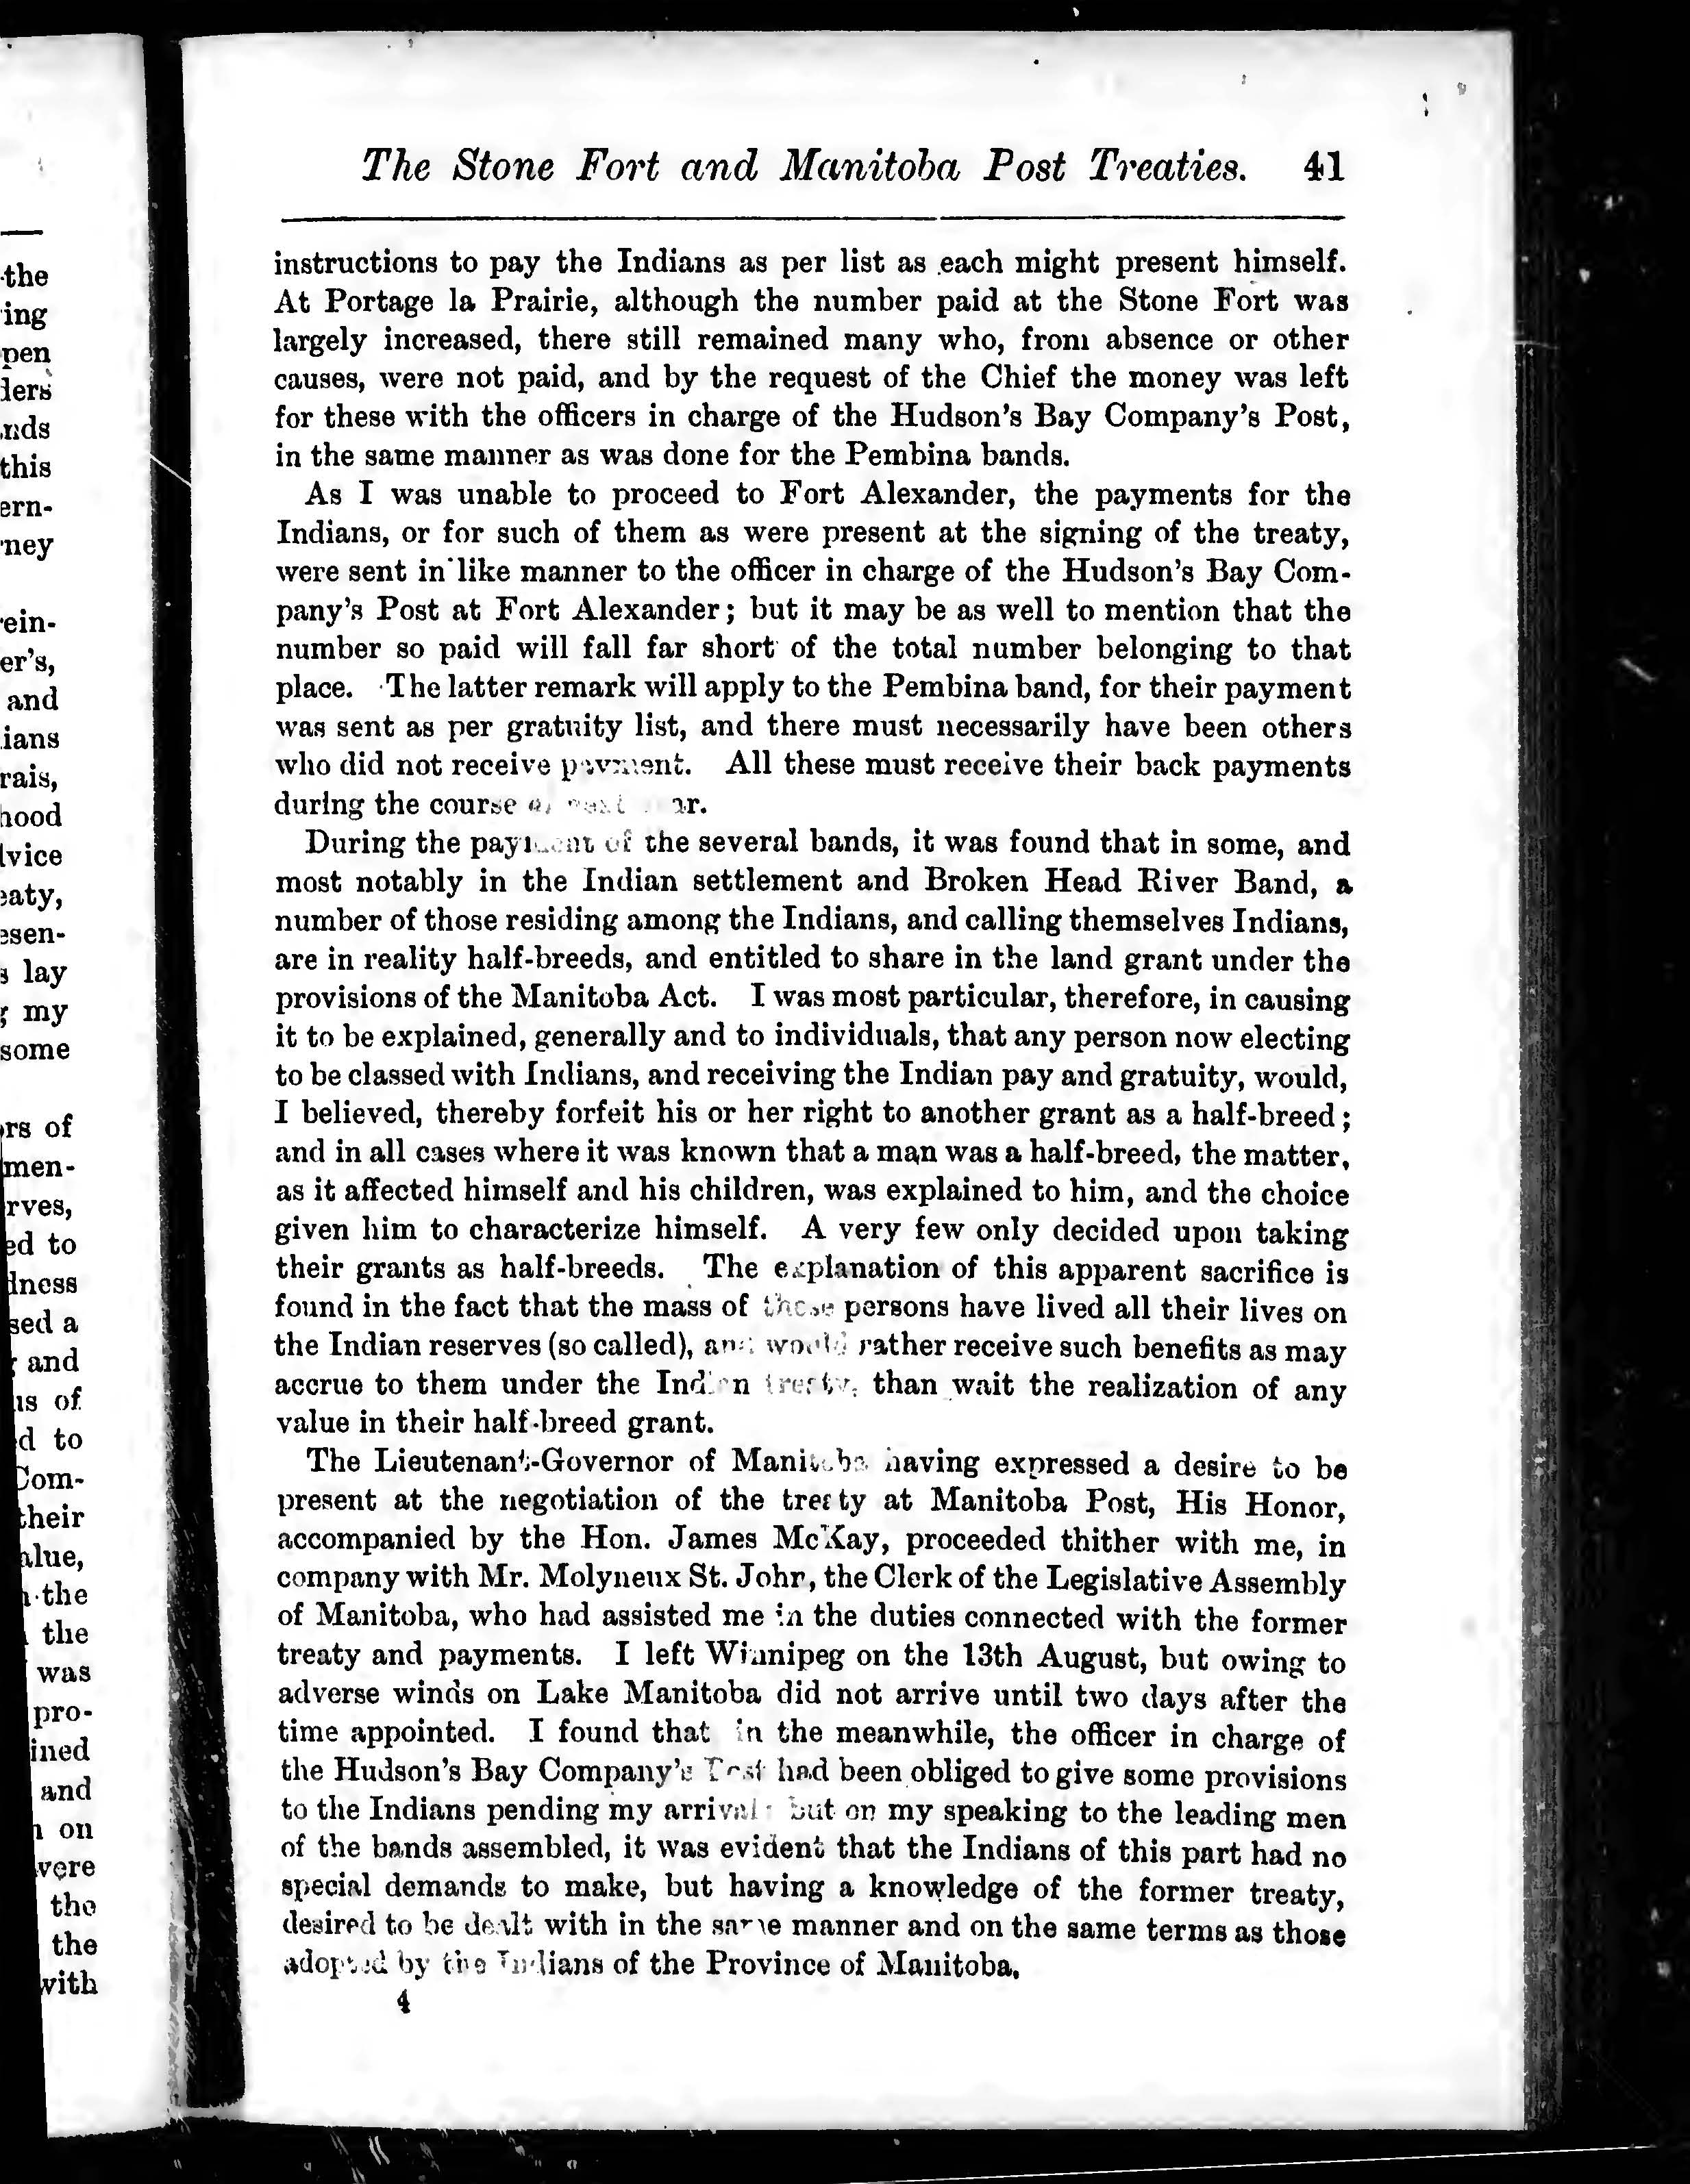 The Stone Fort and Manitoba Post Treaties. 41
instructions to pay the Indians as per list as each might present himself.
At Portage la Prairie, although the number paid at the Stone Fort was
largely increased, there still remained many who, from absence or other
causes, were not paid, and by the request of the Chief the money was left
for these with the officers in charge of the Hudson's Bay Company's Post,
in the same manner as was done for the Pembina bands.
As I was unable to proceed to Fort Alexander, the payments for the
Indians, or for such of them as were present at the signing of the treaty,
were sent in like manner to the officer in charge of the Hudson's Bay Com-
pany's Post at Fort Alexander; but it may be as well to mention that the
number so paid will fall far short of the total number belonging to that
place. The latter remark will apply to the Pembina band, for their payment
was sent as per gratuity list, and there must necessarily have been others
who did not receive payment. All these must receive their back payments
during the course of next
During the payment of the several bands, it was found that in some, and
most notably in the Indian settlement and Broken Head River Band, a
number of those residing among the Indians, and calling themselves Indians,
are in reality half-breeds, and entitled to share in the land grant under the
provisions of the Manitoba Act. I was most particular, therefore, in causing
it to be explained, generally and to individuals, that any person now electing
to be classed with Indians, and receiving the Indian pay and gratuity, would,
I believed, thereby forfeit his or her right to another grant as a half-breed;
and in all cases where it was known that a man was a half-breed, the matter,
as it affected himself and his children, was explained to him, and the choice
given him to characterize himself. A very few only decided upon taking
their grants as half-breeds. The explanation of this apparent sacrifice is
found in the fact that the mass of these persons have lived all their lives on
the Indian reserves (so called), and would rather receive such benefits as may
accrue to them under the Indian treaty, than wait the realization of any
value in their half-breed grant.
The Lieutenant-Governor of Manitoba having expressed a desire to be
present at the negotiation of the treaty at Manitoba Post, His Honor,
accompanied by the Hon. James McKay, proceeded thither with me, in
company with Mr. Molyneux St. John, the Clerk of the Legislative Assembly
of Manitoba, who had assisted me in the duties connected with the former
treaty and payments. I left Winnipeg on the 13th August, but owing to
adverse winds on Lake Manitoba did not arrive until two days after the
time appointed. I found that in the meanwhile, the officer in charge of
the Hudson's Bay Company's Post had been obliged to give some provisions
to the Indians pending my arrival; but on my speaking to the leading men
of the bands assembled, it was evident that the Indians of this part had no
special demands to make, but having a knowledge of the former treaty,
desired to be dealt with in the same manner and on the same terms as those
adopted by the Indians of the Province of Manitoba.
4